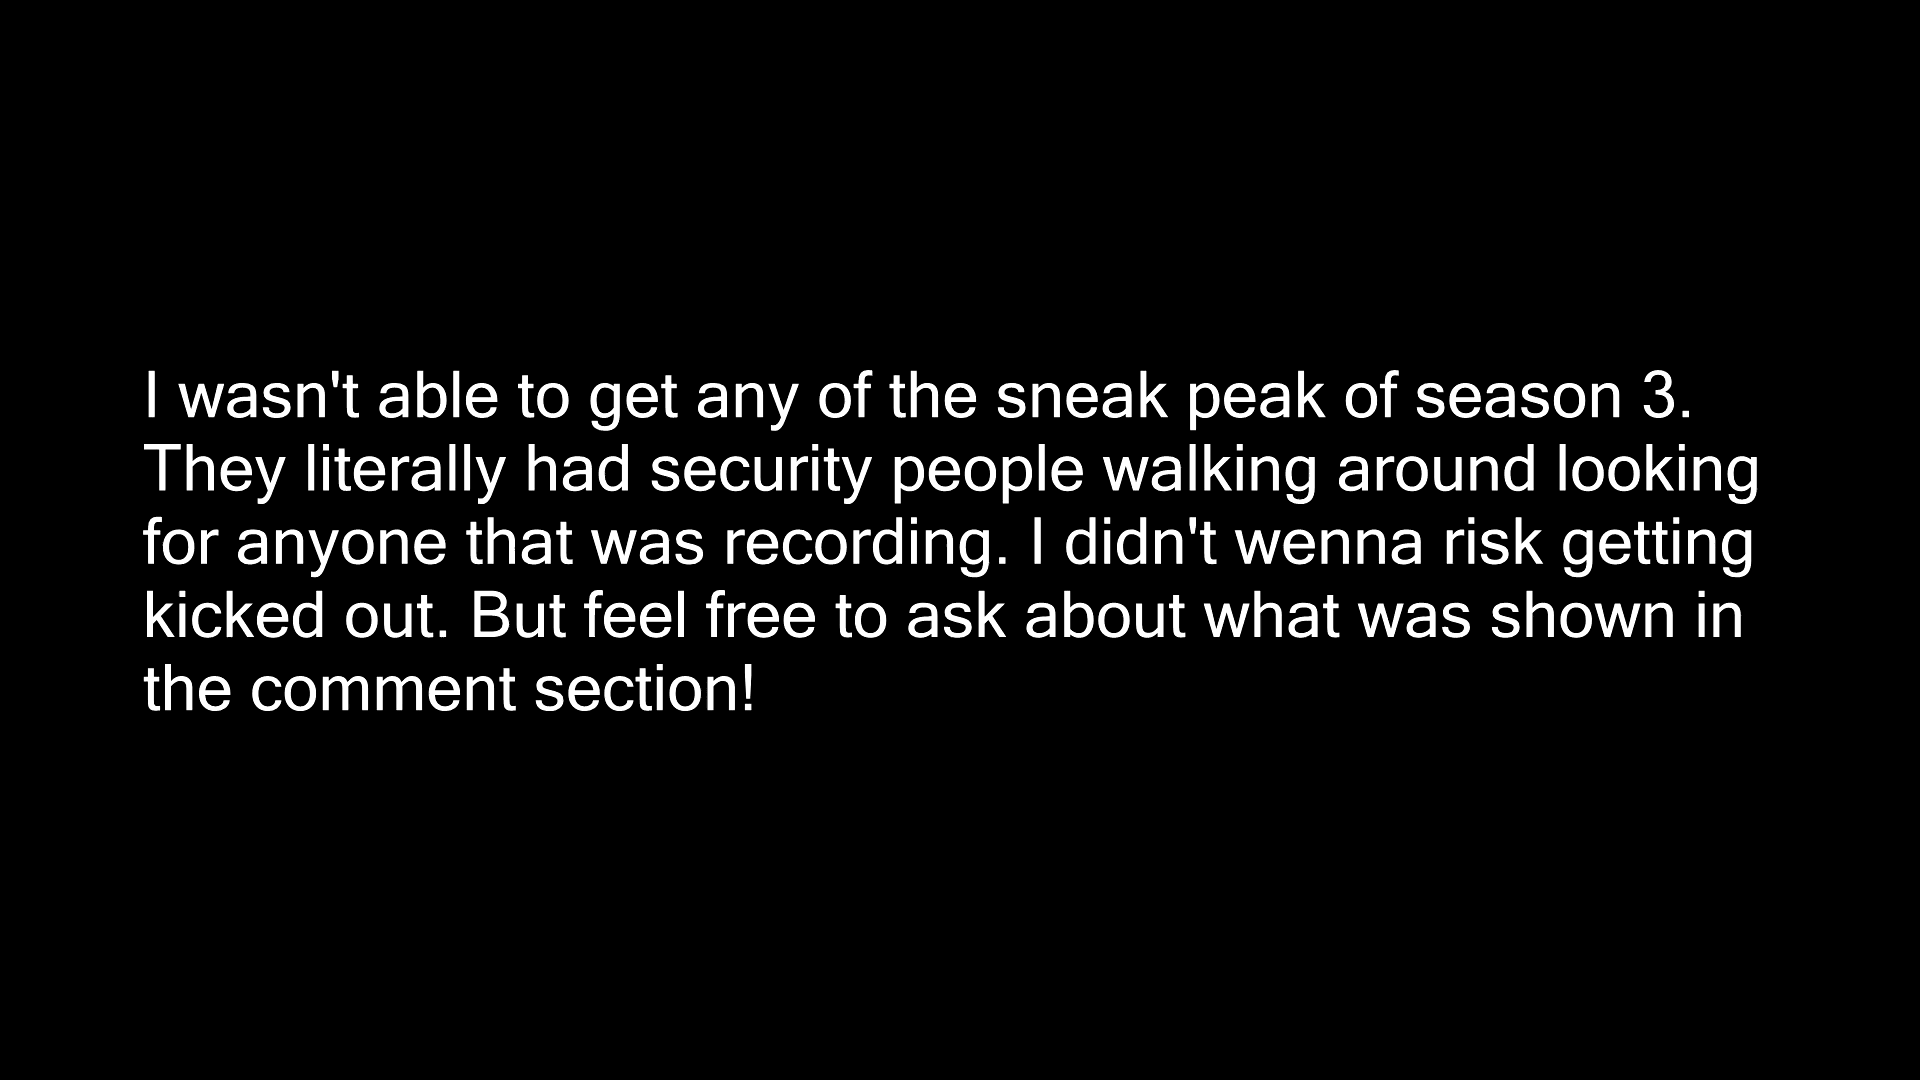 I wasn't able to get any of the sneak peak of season 3.
They literally had security people walking around looking
for anyone that was recording. I didn't wenna risk getting
kicked out. But feel free to ask about what was shown in
the comment section!